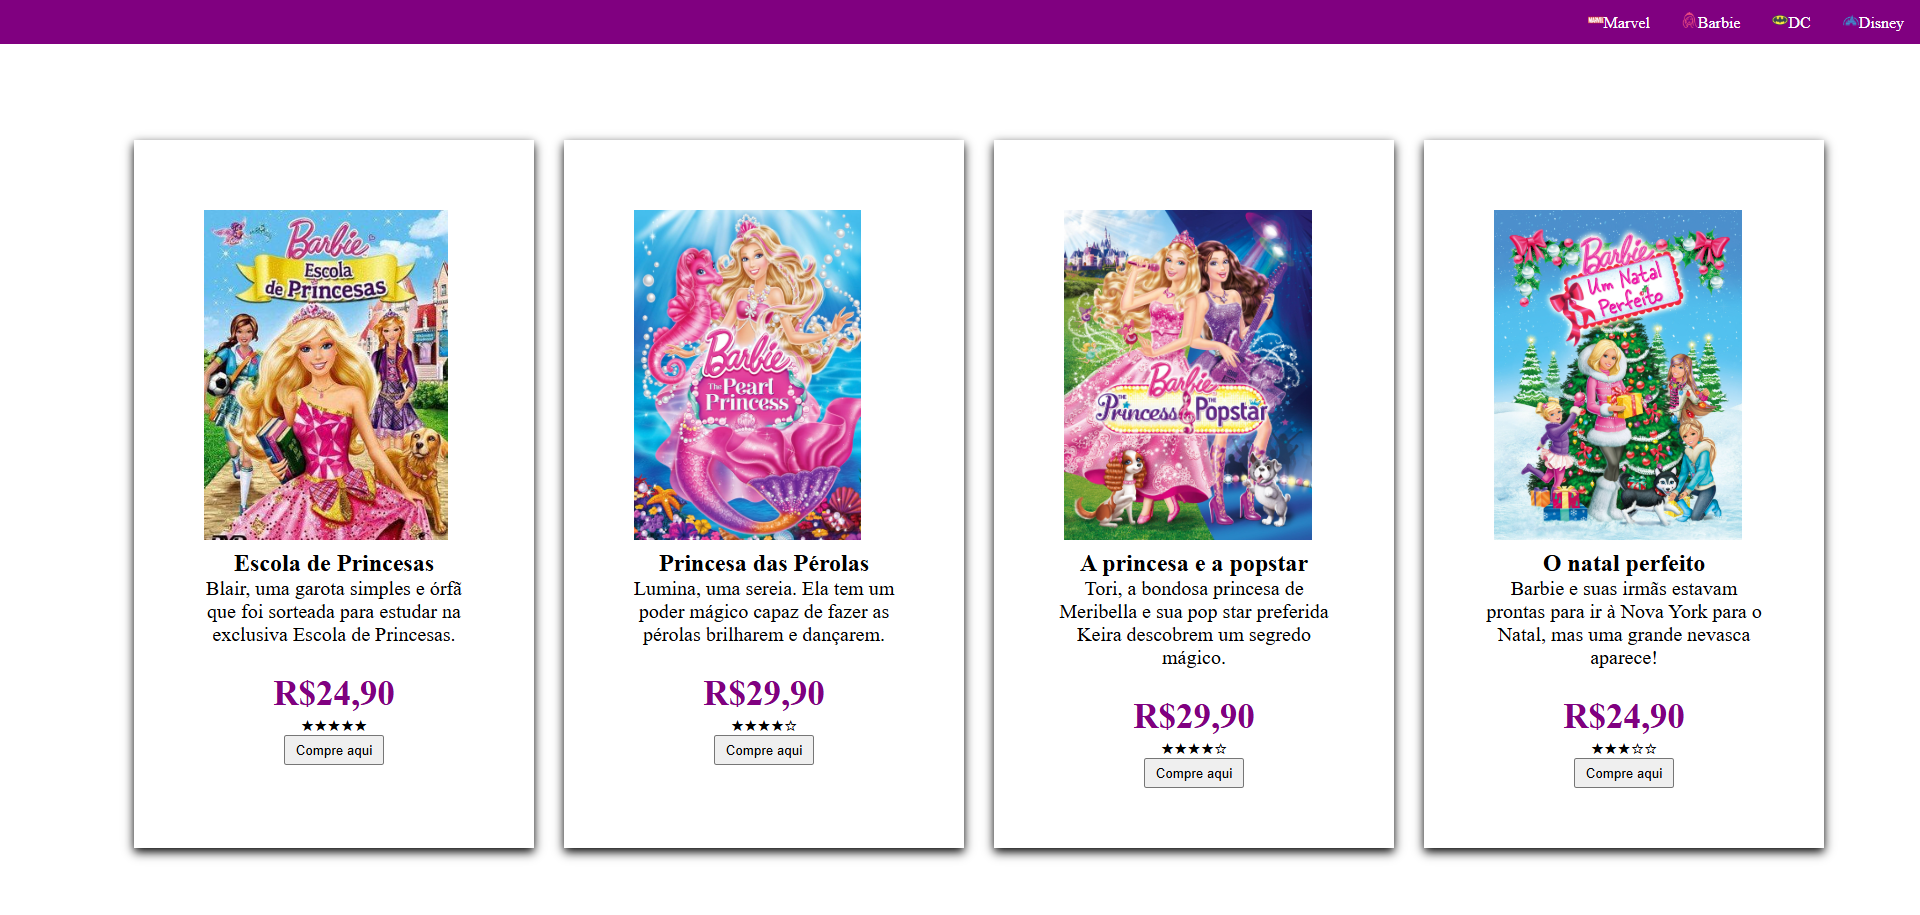 MARVEL Marvel Barbie DC Disney
Barbie
Escola
de Princesas
Barbie
The Pearl
Princess
Barbie
THE Princess & THE Popstar
Barbie
Um Natal
Perfeito
Escola de Princesas
Blair, uma garota simples e órfã
que foi sorteada para estudar na
exclusiva Escola de Princesas.
R$24,90
★★★★★
Compre aqui
Princesa das Pérolas
Lumina, uma sereia. Ela tem um
poder mágico capaz de fazer as
pérolas brilharem e dançarem.
R$29,90
★★★★☆
Compre aqui
A princesa e a popstar
Tori, a bondosa princesa de
Meribella e sua pop star preferida
Keira descobrem um segredo
mágico.
R$29,90
★★★★☆
Compre aqui
O natal perfeito
Barbie e suas irmãs estavam
prontas para ir à Nova York para o
Natal, mas uma grande nevasca
aparece!
R$24,90
★★★☆☆
Compre aqui